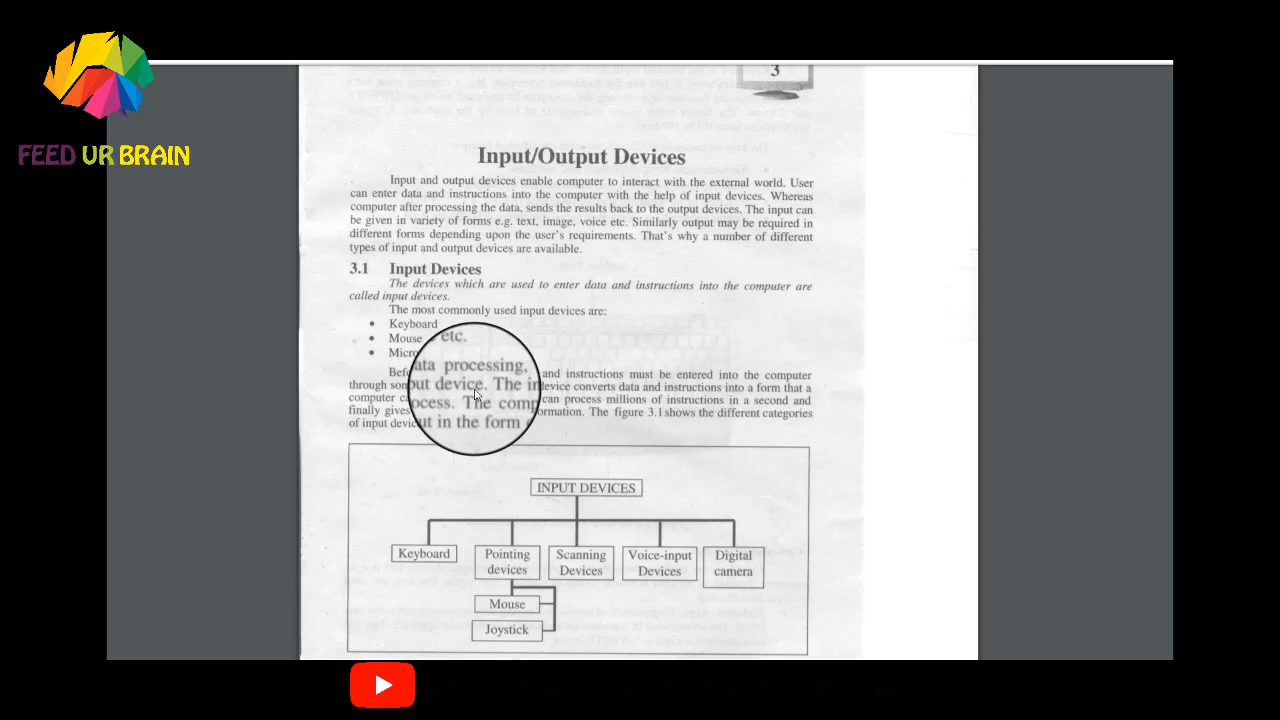 FEED UR BRAIN
3
Input/Output Devices
Input and output devices enable computer to interact with the external world. User
can enter data and instructions into the computer with the help of input devices. Whereas
computer after processing the data, sends the results back to the output devices. The input can
be given in variety of forms e.g. text, image, voice etc. Similarly output may be required in
different forms depending upon the user's requirements. That's why a number of different
types of input and output devices are available.
3.1 Input Devices
The devices which are used to enter data and instructions into the computer are
called input devices.
The most commonly used input devices are:
• Keyboard
• Mouse etc.
• Micro
ata processing, and instructions must be entered into the computer
through put device. The device converts data and instructions into a form that a
computer ocess. The comp can process millions of instructions in a second and
finally gives ut in the form ormation. The figure 3.1 shows the different categories
of input
INPUT DEVICES
Keyboard Pointing devices Scanning Devices Voice-input Devices Digital camera
Mouse
Joystick